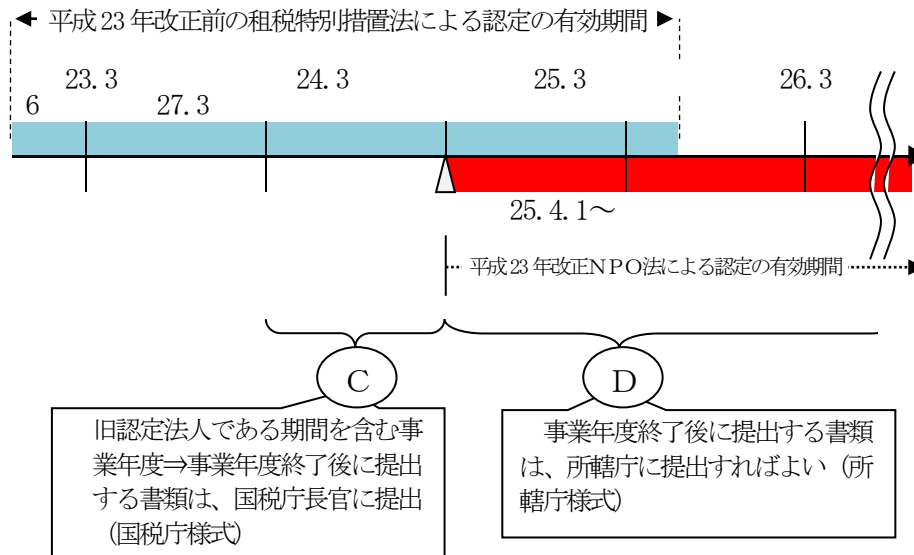 平成23年改正前の租税特別措置法による認定の有効期間
23.3 24.3 25.3 26.3
6 27.3
25.4.1～
平成23年改正NPO法による認定の有効期間
C
D
旧認定法人である期間を含む事
業年度⇒事業年度終了後に提出
する書類は、国税庁長官に提出
(国税庁様式)
事業年度終了後に提出する書類
は、所轄庁に提出すればよい（所
轄庁様式）